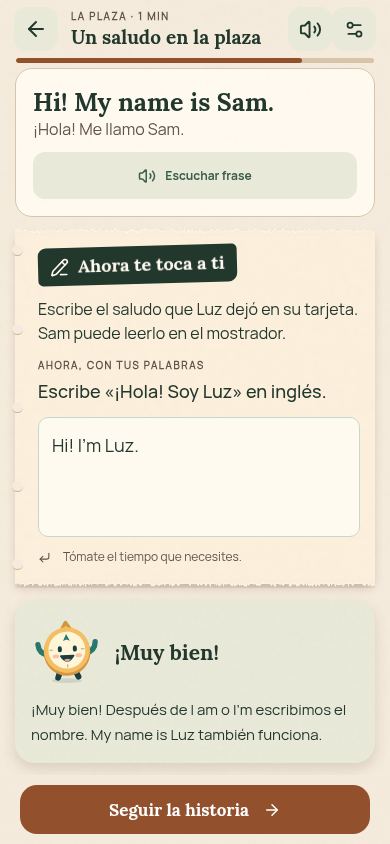 LA PLAZA · 1 MIN
Un saludo en la plaza
Hi! My name is Sam.
¡Hola! Me llamo Sam.
Escuchar frase
Ahora te toca a ti
Escribe el saludo que Luz dejó en su tarjeta.
Sam puede leerlo en el mostrador.
AHORA, CON TUS PALABRAS
Escribe «¡Hola! Soy Luz» en inglés.
Hi! I'm Luz.
Tómate el tiempo que necesites.
¡Muy bien!
¡Muy bien! Después de I am o I'm escribimos el
nombre. My name is Luz también funciona.
Seguir la historia